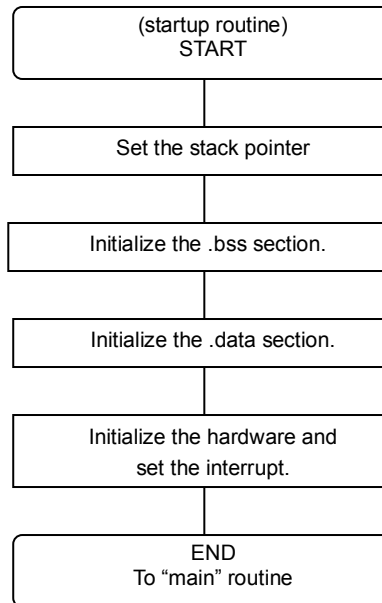 (startup routine)
START
Set the stack pointer
Initialize the .bss section.
Initialize the .data section.
Initialize the hardware and
set the interrupt.
END
To “main” routine